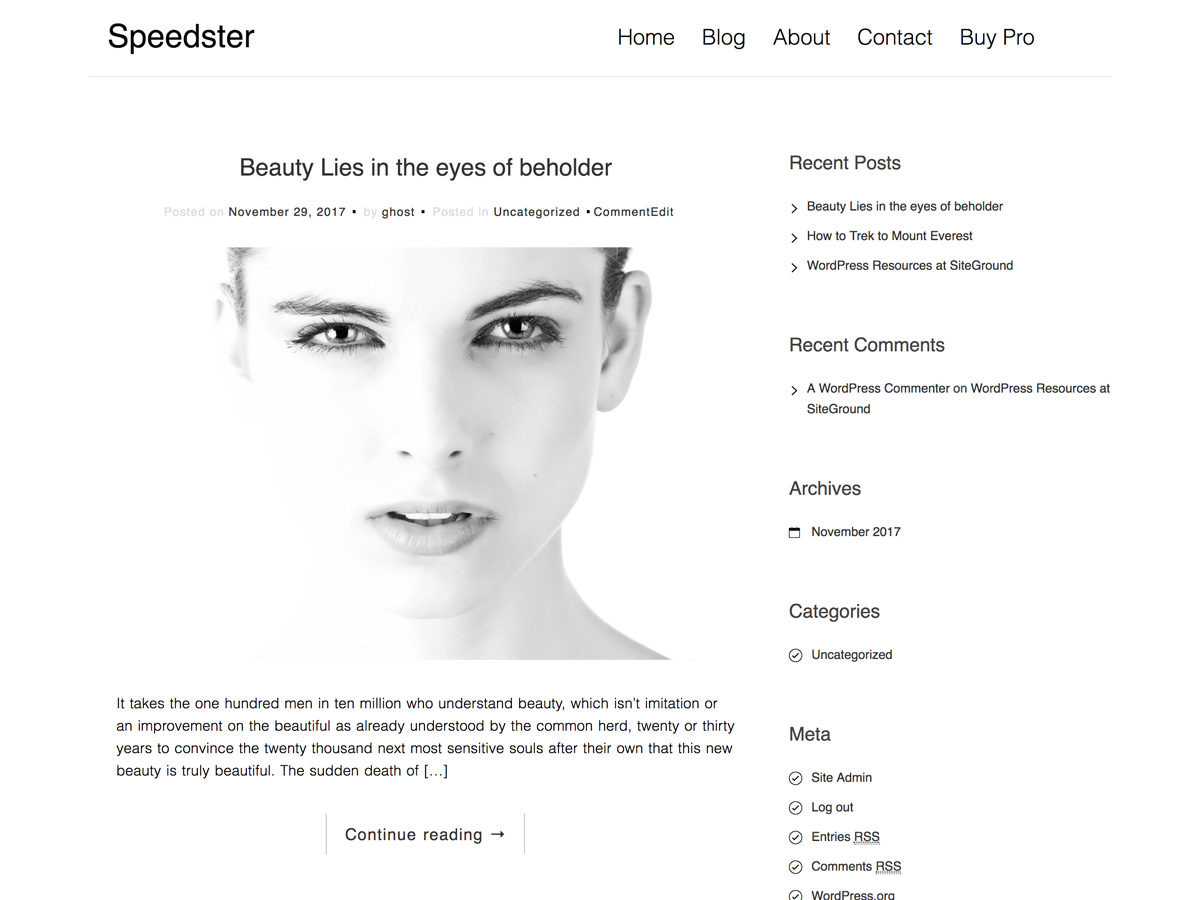 Speedster
Home Blog About Contact Buy Pro
Beauty Lies in the eyes of beholder
Posted on November 29, 2017 ▪ by ghost ▪ Posted in Uncategorized ▪ CommentEdit
It takes the one hundred men in ten million who understand beauty, which isn’t imitation or
an improvement on the beautiful as already understood by the common herd, twenty or thirty
years to convince the twenty thousand next most sensitive souls after their own that this new
beauty is truly beautiful. The sudden death of […]
Continue reading →
Recent Posts
Beauty Lies in the eyes of beholder
How to Trek to Mount Everest
WordPress Resources at SiteGround
Recent Comments
A WordPress Commenter on WordPress Resources at
SiteGround
Archives
November 2017
Categories
Uncategorized
Meta
Site Admin
Log out
Entries RSS
Comments RSS
WordPress.org